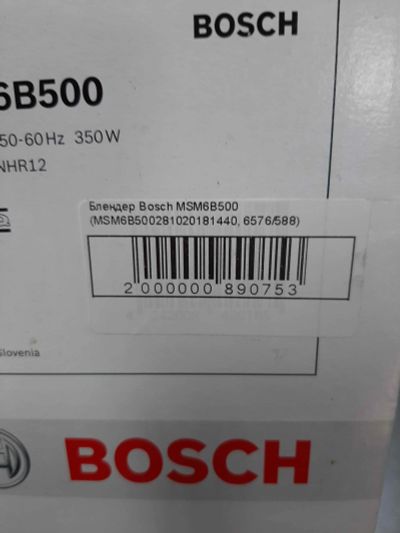 BOSCH
6B500
50-60Hz 350W
NHR12
Блендер Bosch MSM6B500
(MSM6B500281020181440, 6576/588)
2 000000 890753
Slovenia
BOSCH